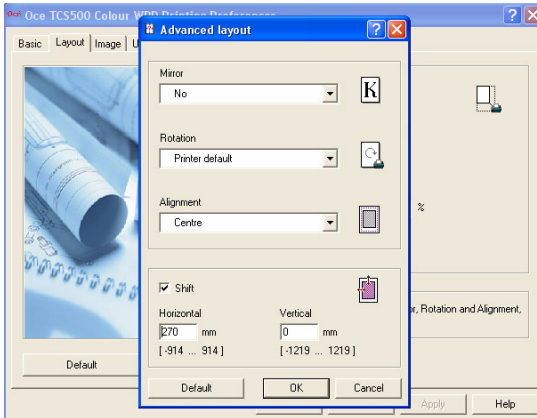 Oce TCS500 Colour WPD Printing Preferences
Advanced layout
Basic
Layout
Image
Mirror
No
K
Rotation
Printer default
Alignment
Centre
%
Shift
Horizontal
Vertical
270 mm
0 mm
[ -914 ... 914 ]
[ -1219 ... 1219 ]
Rotation and Alignment,
Default
Default
OK
Cancel
Apply
Help